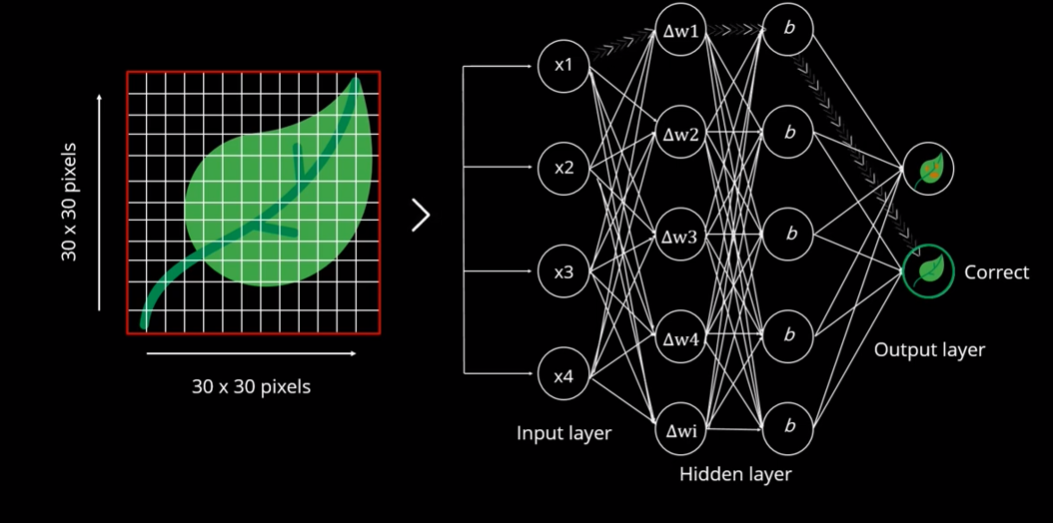 30 x 30 pixels
30 x 30 pixels
x1
x2
x3
x4
Input layer
Δw1
Δw2
Δw3
Δw4
Δwi
b
b
b
b
b
Hidden layer
Correct
Output layer